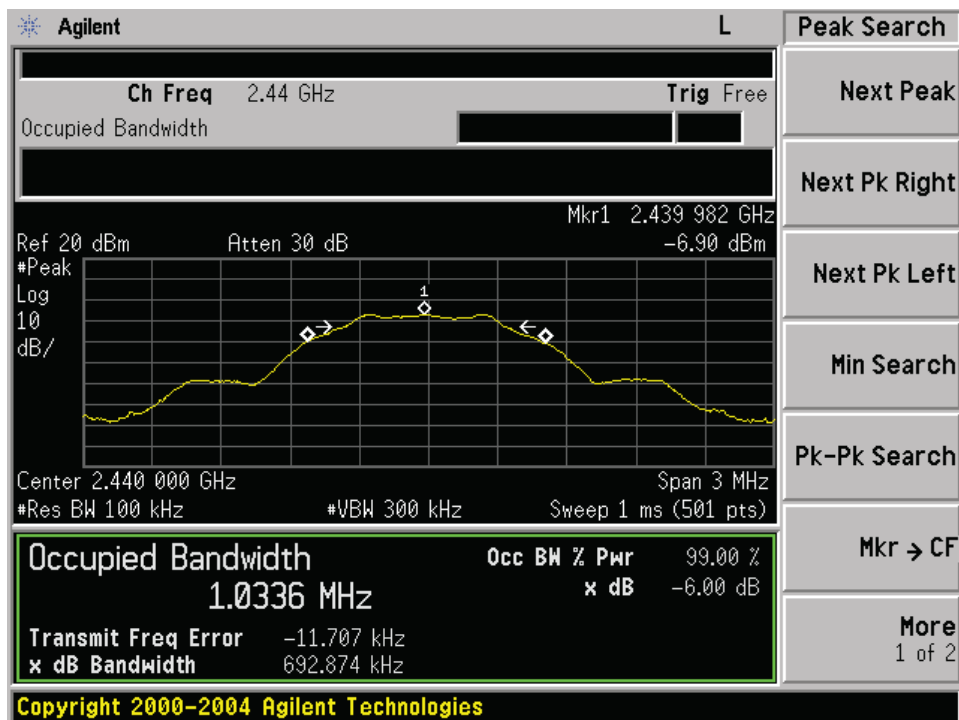 Agilent L Peak Search
Ch Freq 2.44 GHz Trig Free
Occupied Bandwidth
Mkr1 2.439 982 GHz
Ref 20 dBm Atten 30 dB -6.90 dBm
#Peak
Log
10
dB/
1
Center 2.440 000 GHz Span 3 MHz
#Res BW 100 kHz #VBW 300 kHz Sweep 1 ms (501 pts)
Occupied Bandwidth Occ BW % Pwr 99.00 %
1.0336 MHz x dB -6.00 dB
Transmit Freq Error -11.707 kHz
x dB Bandwidth 692.874 kHz
Copyright 2000-2004 Agilent Technologies
Next Peak
Next Pk Right
Next Pk Left
Min Search
Pk-Pk Search
Mkr → CF
More
1 of 2